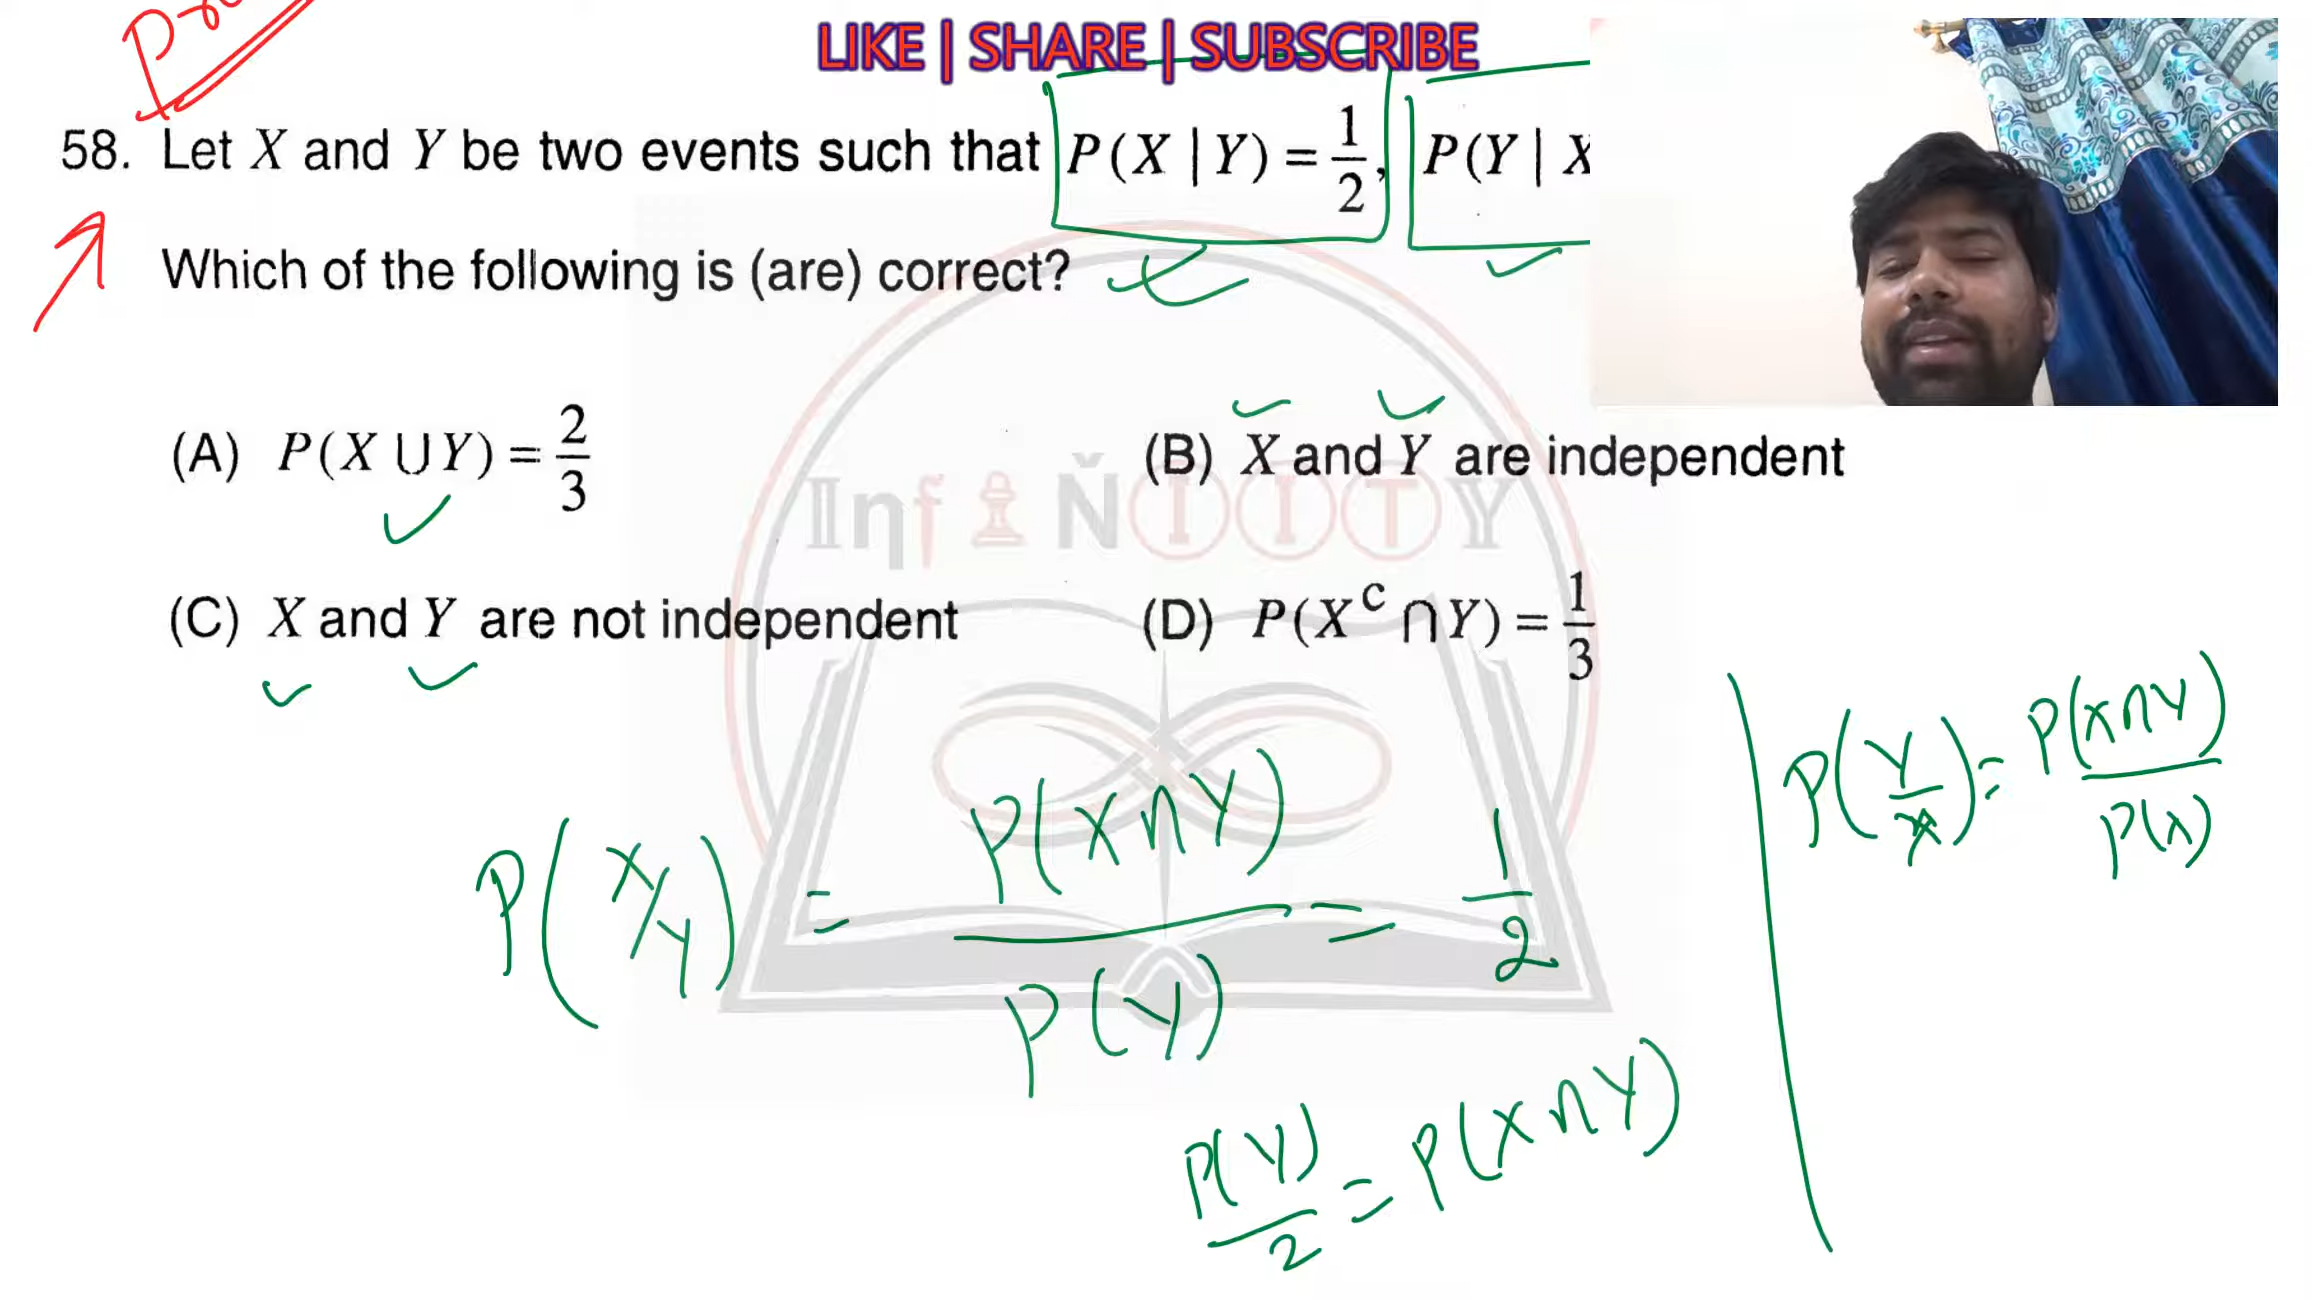 LIKE | SHARE | SUBSCRIBE
58. Let X and Y be two events such that P(X | Y) = 1/2, P(Y | X
Which of the following is (are) correct?
(A) P(X ∪ Y) = 2/3
(B) X and Y are independent
(C) X and Y are not independent
(D) P(X^c ∩ Y) = 1/3
InfiŇIITY
P(X/Y) = P(X∩Y)/P(Y) = 1/2
P(Y)/2 = P(X∩Y)
P(Y/X) = P(X∩Y)/P(X)